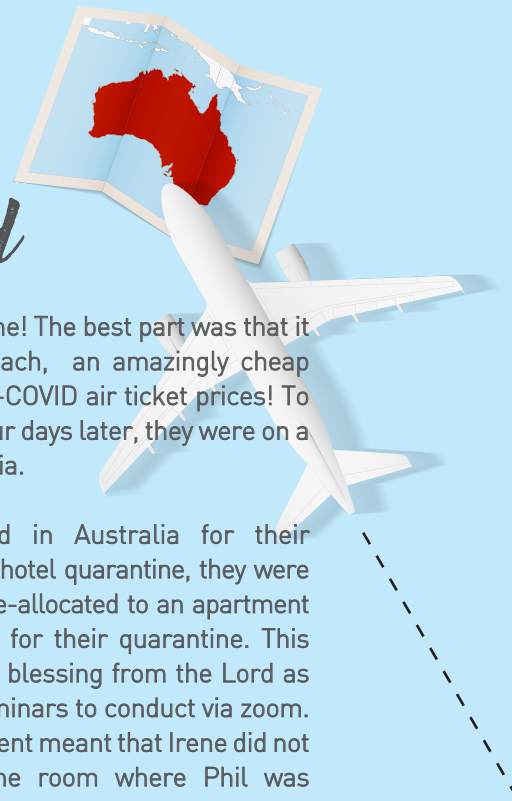 ne! The best part was that it
ach, an amazingly cheap
-COVID air ticket prices! To
ur days later, they were on a
ia.
d in Australia for their
hotel quarantine, they were
e-allocated to an apartment
for their quarantine. This
blessing from the Lord as
minars to conduct via zoom.
ent meant that Irene did not
ne room where Phil was